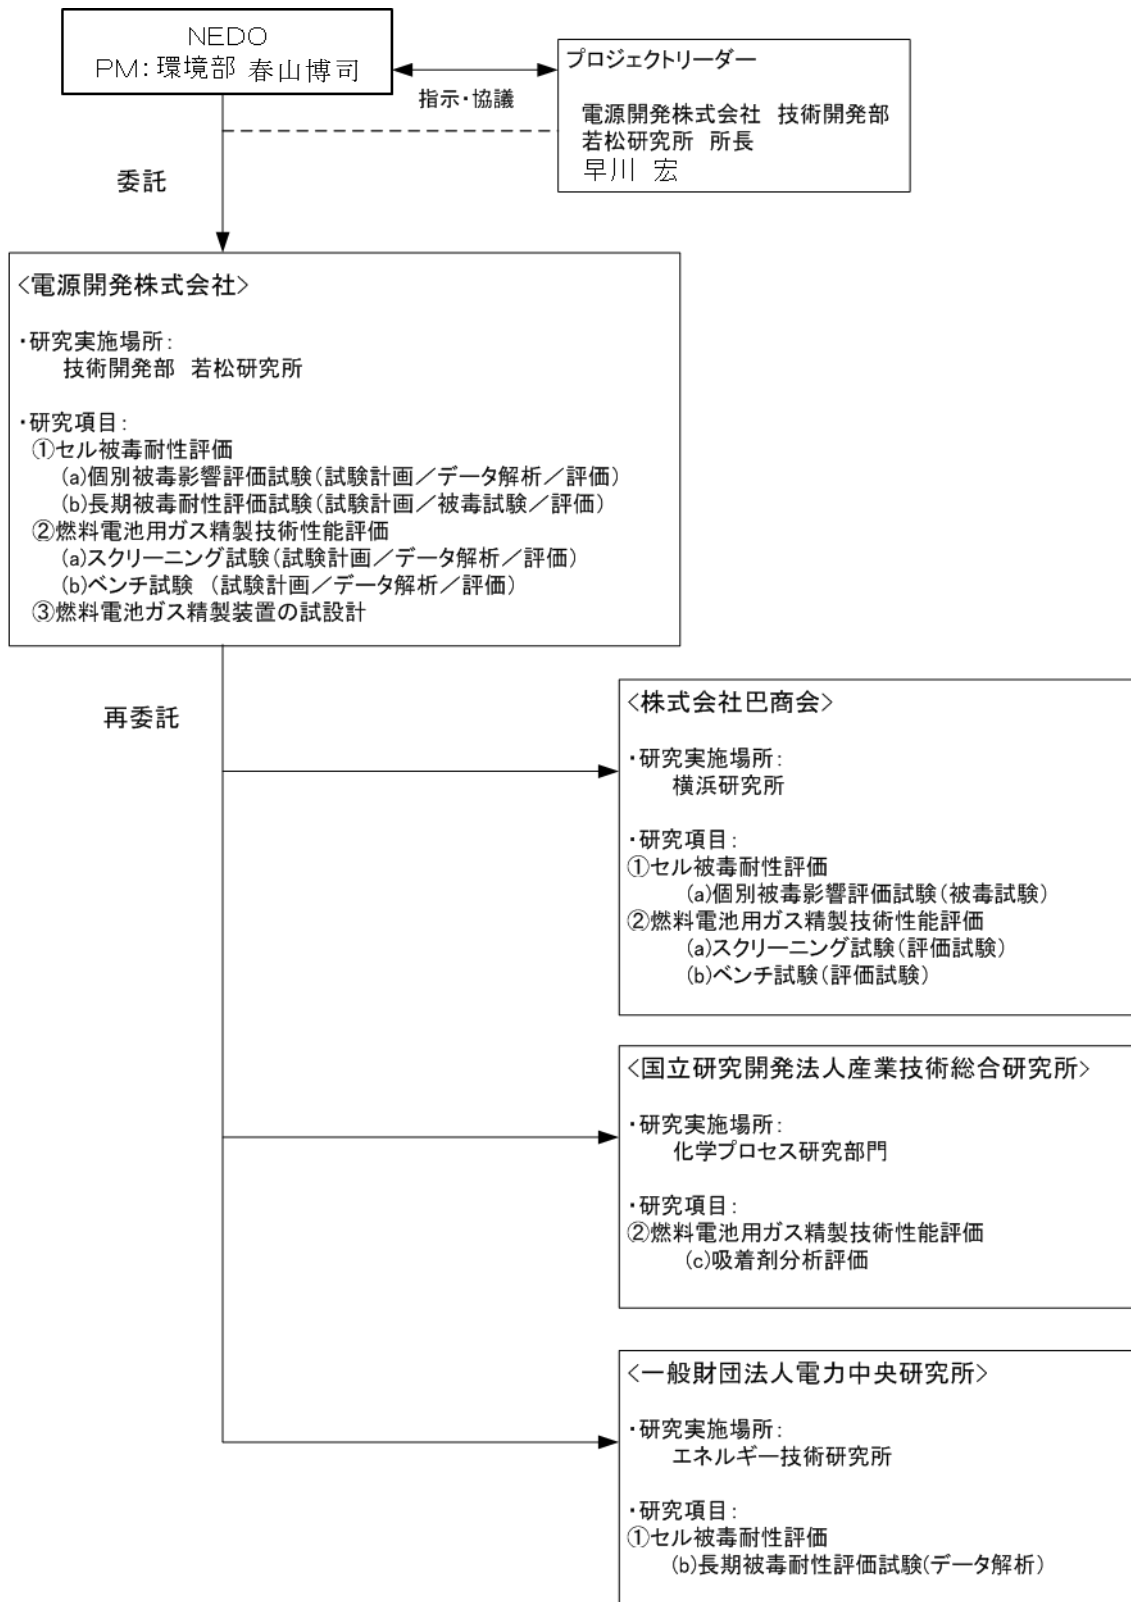 NEDO
PM：環境部 春山博司
指示・協議
プロジェクトリーダー
電源開発株式会社 技術開発部
若松研究所 所長
早川 宏
委託
＜電源開発株式会社＞
・研究実施場所：
技術開発部 若松研究所
・研究項目：
①セル被毒耐性評価
(a)個別被毒影響評価試験（試験計画／データ解析／評価）
(b)長期被毒耐性評価試験（試験計画／被毒試験／評価）
②燃料電池用ガス精製技術性能評価
(a)スクリーニング試験（試験計画／データ解析／評価）
(b)ベンチ試験 （試験計画／データ解析／評価）
③燃料電池ガス精製装置の試設計
再委託
＜株式会社巴商会＞
・研究実施場所：
横浜研究所
・研究項目：
①セル被毒耐性評価
(a)個別被毒影響評価試験（被毒試験）
②燃料電池用ガス精製技術性能評価
(a)スクリーニング試験（評価試験）
(b)ベンチ試験（評価試験）
＜国立研究開発法人産業技術総合研究所＞
・研究実施場所：
化学プロセス研究部門
・研究項目：
②燃料電池用ガス精製技術性能評価
(c)吸着剤分析評価
＜一般財団法人電力中央研究所＞
・研究実施場所：
エネルギー技術研究所
・研究項目：
①セル被毒耐性評価
(b)長期被毒耐性評価試験(データ解析)